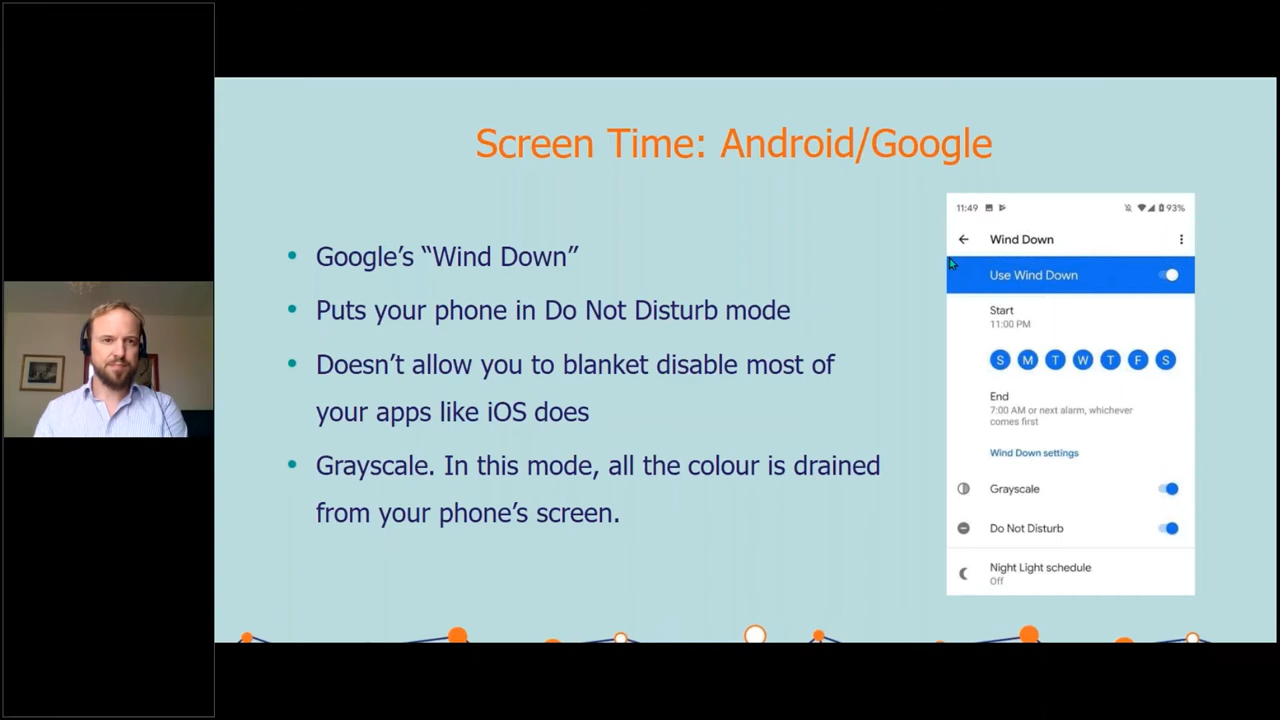 Screen Time: Android/Google
• Google’s “Wind Down”
• Puts your phone in Do Not Disturb mode
• Doesn’t allow you to blanket disable most of
your apps like iOS does
• Grayscale. In this mode, all the colour is drained
from your phone’s screen.
11:49 93%
Wind Down
Use Wind Down
Start
11:00 PM
S M T W T F S
End
7:00 AM or next alarm, whichever
comes first
Wind Down settings
Grayscale
Do Not Disturb
Night Light schedule
Off